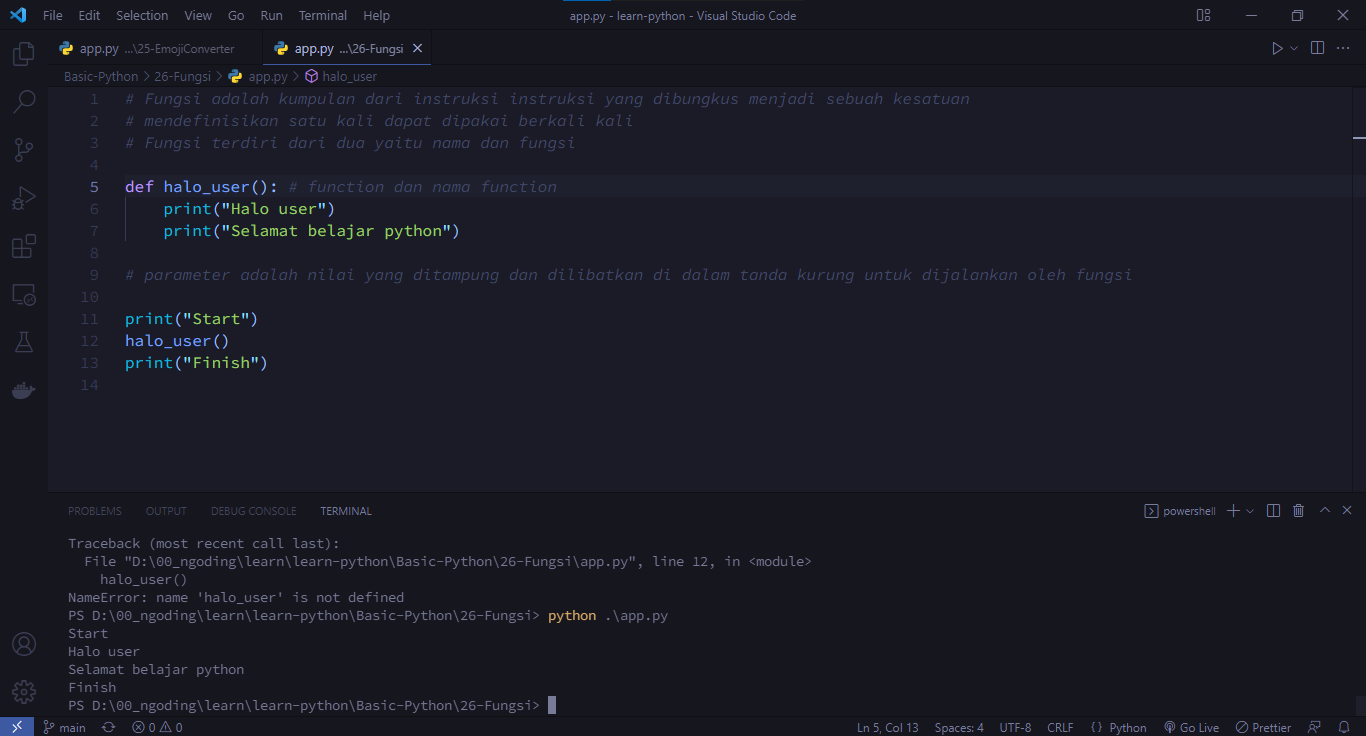 File Edit Selection View Go Run Terminal Help app.py - learn-python - Visual Studio Code
app.py ...\25-EmojiConverter app.py ...\26-Fungsi
Basic-Python > 26-Fungsi > app.py > halo_user
1 # Fungsi adalah kumpulan dari instruksi instruksi yang dibungkus menjadi sebuah kesatuan
2 # mendefinisikan satu kali dapat dipakai berkali kali
3 # Fungsi terdiri dari dua yaitu nama dan fungsi
4
5 def halo_user(): # function dan nama function
6 print("Halo user")
7 print("Selamat belajar python")
8
9 # parameter adalah nilai yang ditampung dan dilibatkan di dalam tanda kurung untuk dijalankan oleh fungsi
10
11 print("Start")
12 halo_user()
13 print("Finish")
14
PROBLEMS OUTPUT DEBUG CONSOLE TERMINAL powershell
Traceback (most recent call last):
File "D:\00_ngoding\learn\learn-python\Basic-Python\26-Fungsi\app.py", line 12, in <module>
halo_user()
NameError: name 'halo_user' is not defined
PS D:\00_ngoding\learn\learn-python\Basic-Python\26-Fungsi> python .\app.py
Start
Halo user
Selamat belajar python
Finish
PS D:\00_ngoding\learn\learn-python\Basic-Python\26-Fungsi>
main 0 0 Ln 5, Col 13 Spaces: 4 UTF-8 CRLF {} Python Go Live Prettier